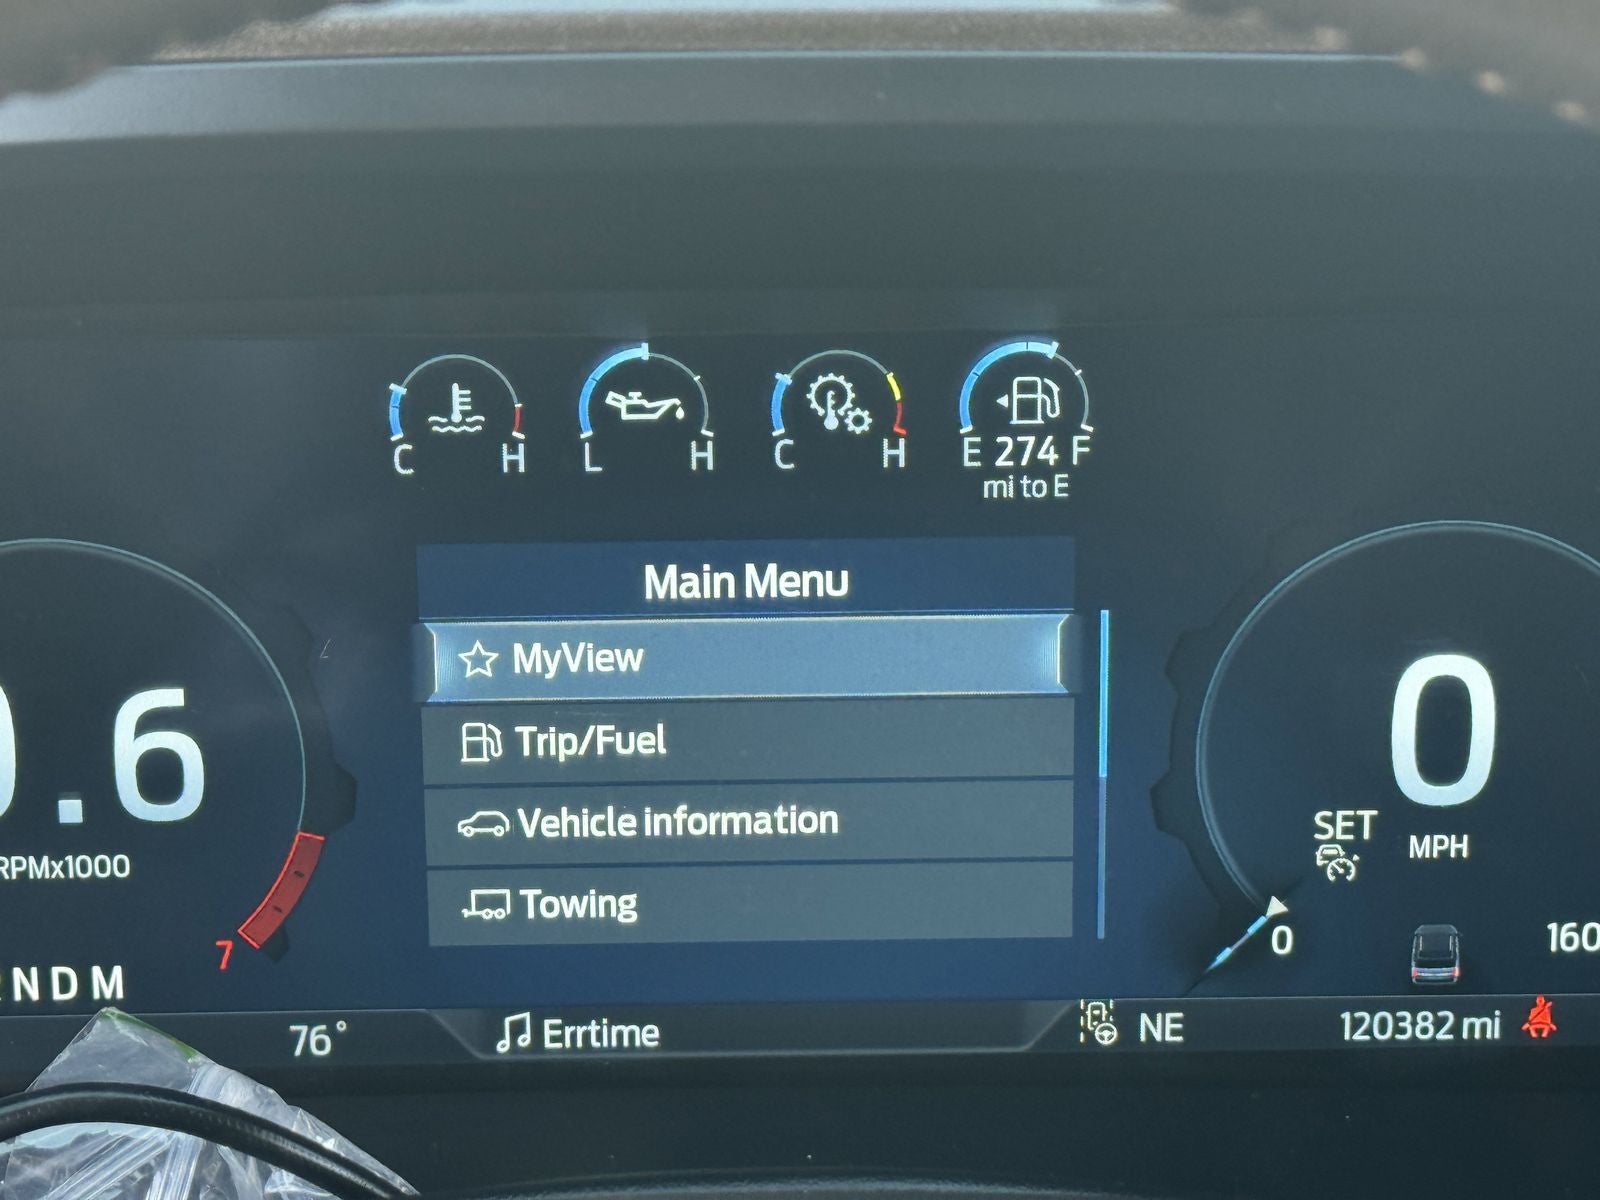 C H
L H
C H
E 274 F
mi to E
Main Menu
MyView
Trip/Fuel
Vehicle information
Towing
.6
RPMx1000
7
N D M
0
MPH
SET
0
160
76°
Errtime
NE
120382 mi